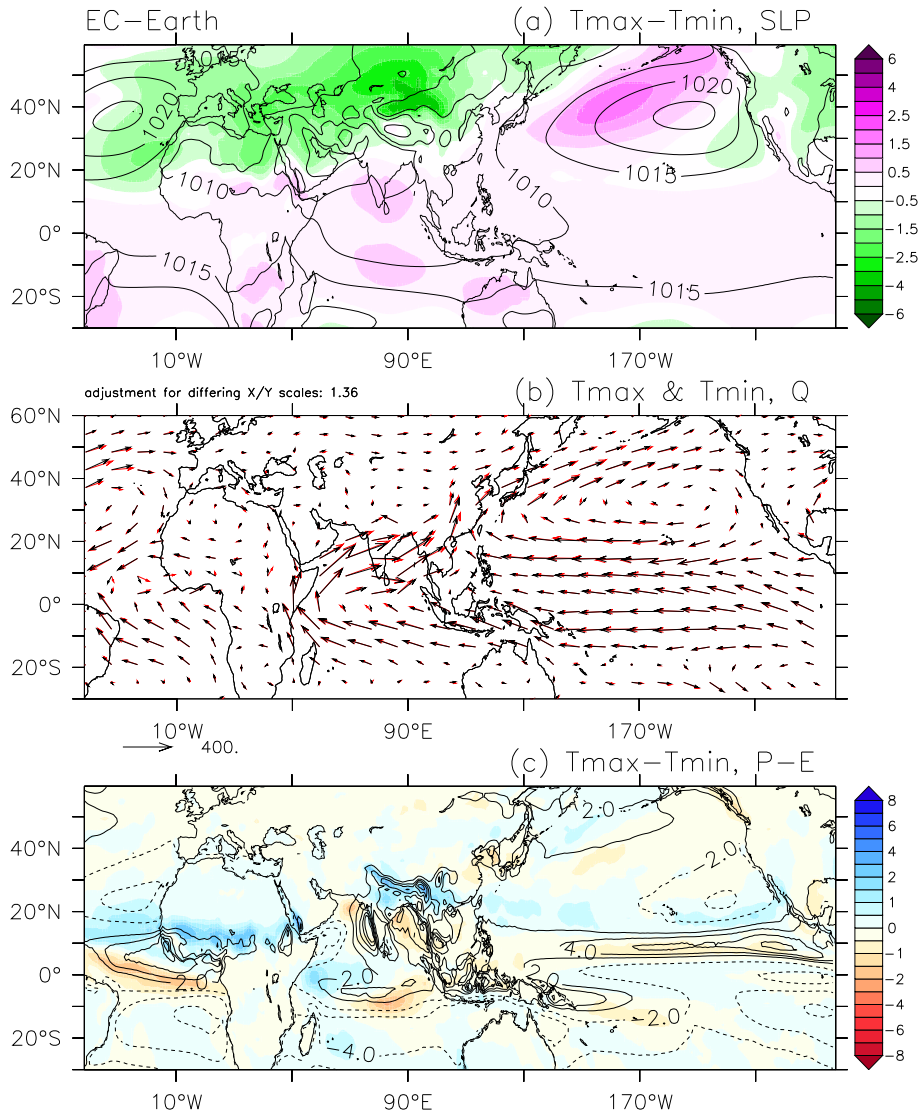 EC-Earth (a) Tmax-Tmin, SLP
40°N
20°N
0°
20°S
10°W 90°E 170°W
1015
1020
1010
1015
1010
1020
1015
1015
6
4
2.5
1.5
0.5
-0.5
-1.5
-2.5
-4
-6
adjustment for differing X/Y scales: 1.36 (b) Tmax & Tmin, Q
60°N
40°N
20°N
0°
20°S
10°W 90°E 170°W
400.
(c) Tmax-Tmin, P-E
40°N
20°N
0°
20°S
10°W 90°E 170°W
2.0
-2.0
4.0
2.0
-2.0
2.0
-2.0
-4.0
8
6
4
2
1
0
-1
-2
-4
-6
-8